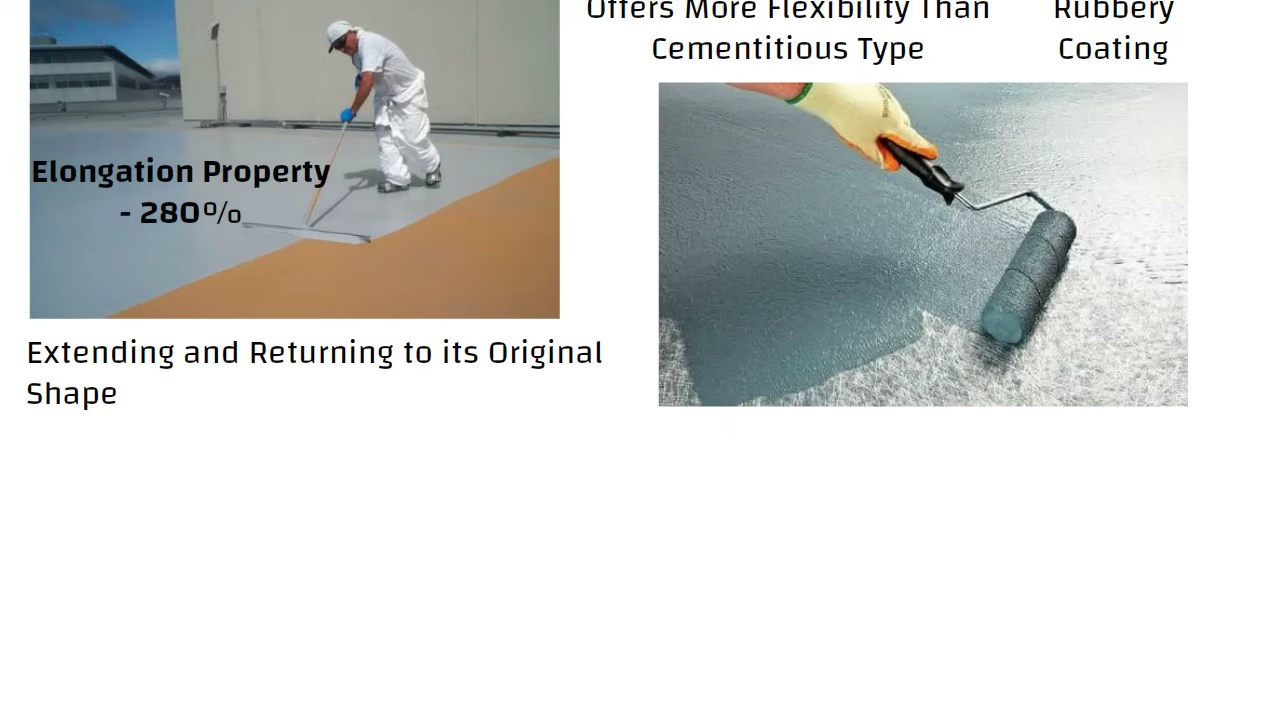 Offers More Flexibility Than
Cementitious Type
Rubbery
Coating
Elongation Property
- 280%
Extending and Returning to its Original
Shape